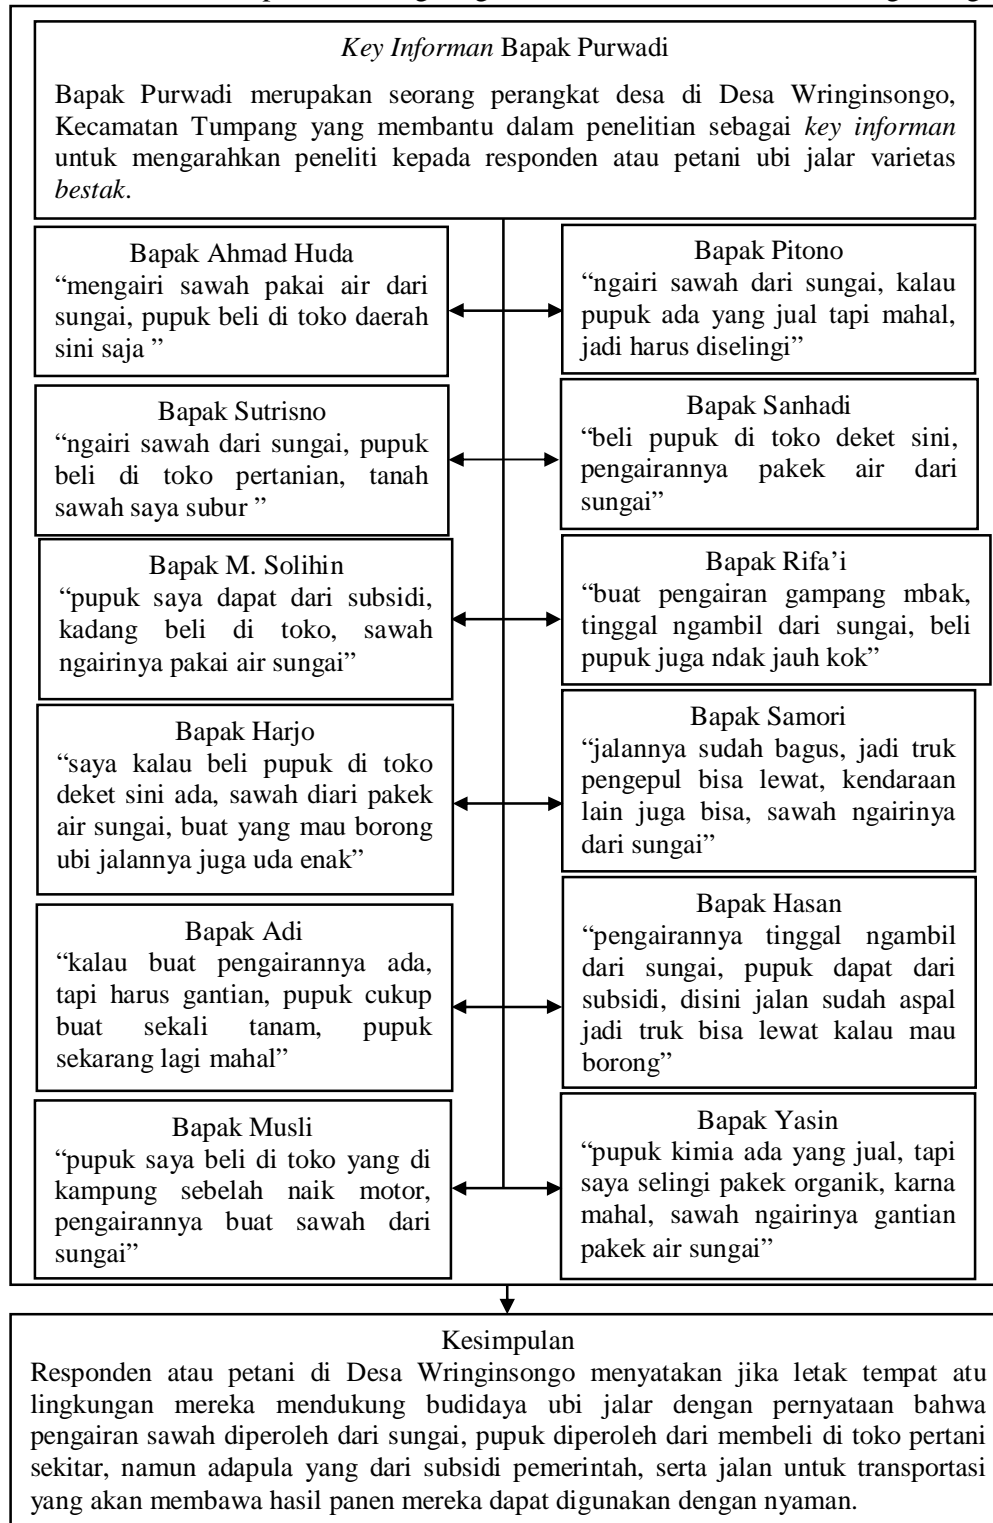 Key Informan Bapak Purwadi
Bapak Purwadi merupakan seorang perangkat desa di Desa Wringinsongo,
Kecamatan Tumpang yang membantu dalam penelitian sebagai key informan
untuk mengarahkan peneliti kepada responden atau petani ubi jalar varietas
bestak.
Bapak Ahmad Huda
“mengairi sawah pakai air dari
sungai, pupuk beli di toko daerah
sini saja ”
Bapak Pitono
“ngairi sawah dari sungai, kalau
pupuk ada yang jual tapi mahal,
jadi harus diselingi”
Bapak Sutrisno
“ngairi sawah dari sungai, pupuk
beli di toko pertanian, tanah
sawah saya subur ”
Bapak Sanhadi
“beli pupuk di toko deket sini,
pengairannya pakek air dari
sungai”
Bapak M. Solihin
“pupuk saya dapat dari subsidi,
kadang beli di toko, sawah
ngairinya pakai air sungai”
Bapak Rifa’i
“buat pengairan gampang mbak,
tinggal ngambil dari sungai, beli
pupuk juga ndak jauh kok”
Bapak Harjo
“saya kalau beli pupuk di toko
deket sini ada, sawah diari pakek
air sungai, buat yang mau borong
ubi jalannya juga uda enak”
Bapak Samori
“jalannya sudah bagus, jadi truk
pengepul bisa lewat, kendaraan
lain juga bisa, sawah ngairinya
dari sungai”
Bapak Adi
“kalau buat pengairannya ada,
tapi harus gantian, pupuk cukup
buat sekali tanam, pupuk
sekarang lagi mahal”
Bapak Hasan
“pengairannya tinggal ngambil
dari sungai, pupuk dapat dari
subsidi, disini jalan sudah aspal
jadi truk bisa lewat kalau mau
borong”
Bapak Musli
“pupuk saya beli di toko yang di
kampung sebelah naik motor,
pengairannya buat sawah dari
sungai”
Bapak Yasin
“pupuk kimia ada yang jual, tapi
saya selingi pakek organik, karna
mahal, sawah ngairinya gantian
pakek air sungai”
Kesimpulan
Responden atau petani di Desa Wringinsongo menyatakan jika letak tempat atu
lingkungan mereka mendukung budidaya ubi jalar dengan pernyataan bahwa
pengairan sawah diperoleh dari sungai, pupuk diperoleh dari membeli di toko pertani
sekitar, namun adapula yang dari subsidi pemerintah, serta jalan untuk transportasi
yang akan membawa hasil panen mereka dapat digunakan dengan nyaman.